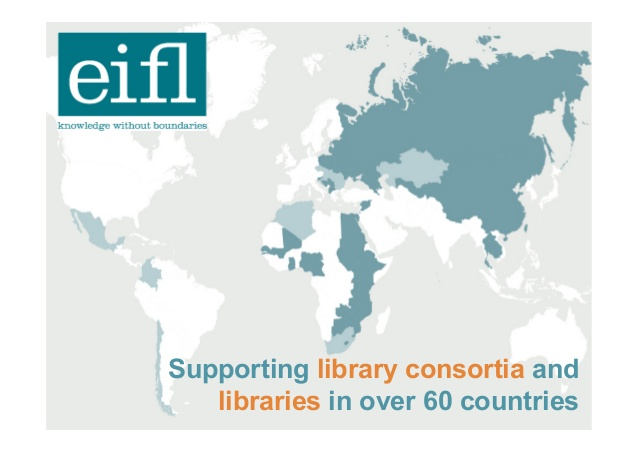 eifl
knowledge without boundaries
Supporting library consortia and
libraries in over 60 countries